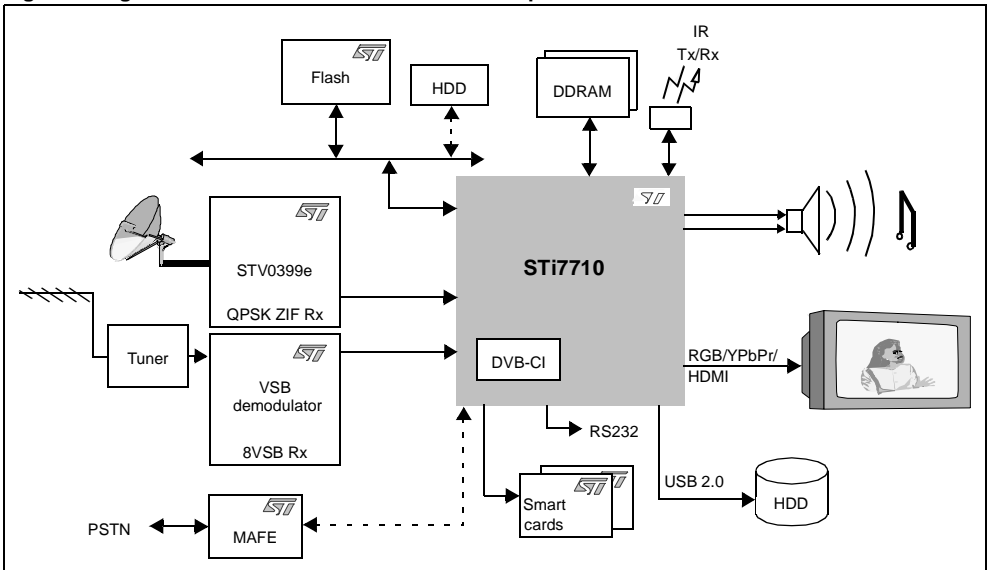 IR
Tx/Rx
Flash
HDD
DDRAM
STi7710
STV0399e
QPSK ZIF Rx
Tuner
VSB
demodulator
8VSB Rx
DVB-CI
RGB/YPbPr/
HDMI
RS232
USB 2.0
HDD
Smart
cards
PSTN
MAFE